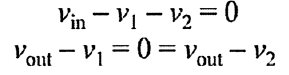 v_in − v_1 − v_2 = 0
v_out − v_1 = 0 = v_out − v_2